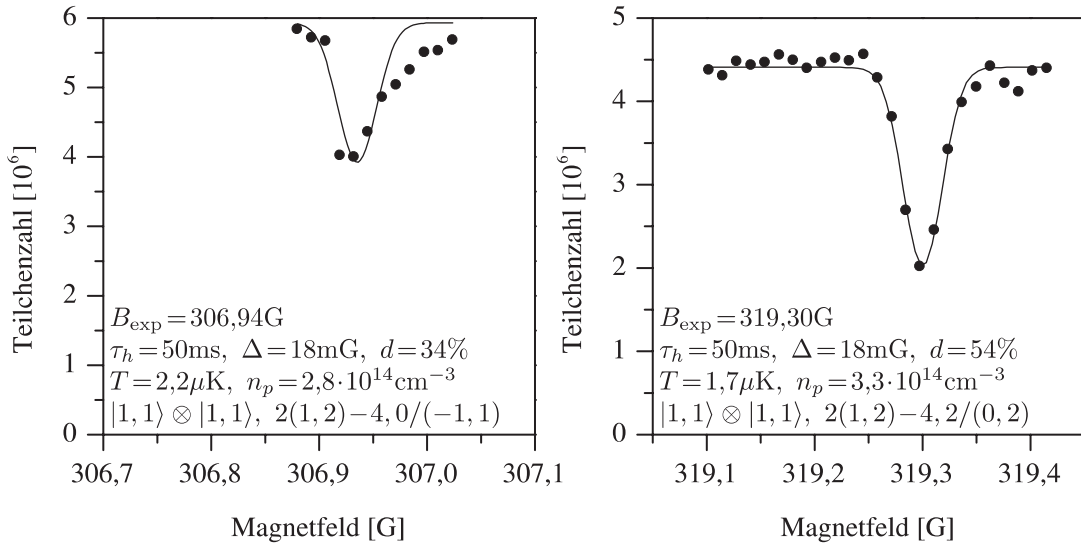 Teilchenzahl [10⁶]
6
5
4
3
2
1
0
B_exp = 306,94G
τ_h = 50ms, Δ = 18mG, d = 34%
T = 2,2μK, n_p = 2,8·10¹⁴cm⁻³
|1,1⟩ ⊗ |1,1⟩, 2(1,2)−4,0/(−1,1)
306,7 306,8 306,9 307,0 307,1
Magnetfeld [G]
Teilchenzahl [10⁶]
5
4
3
2
1
0
B_exp = 319,30G
τ_h = 50ms, Δ = 18mG, d = 54%
T = 1,7μK, n_p = 3,3·10¹⁴cm⁻³
|1,1⟩ ⊗ |1,1⟩, 2(1,2)−4,2/(0,2)
319,1 319,2 319,3 319,4
Magnetfeld [G]